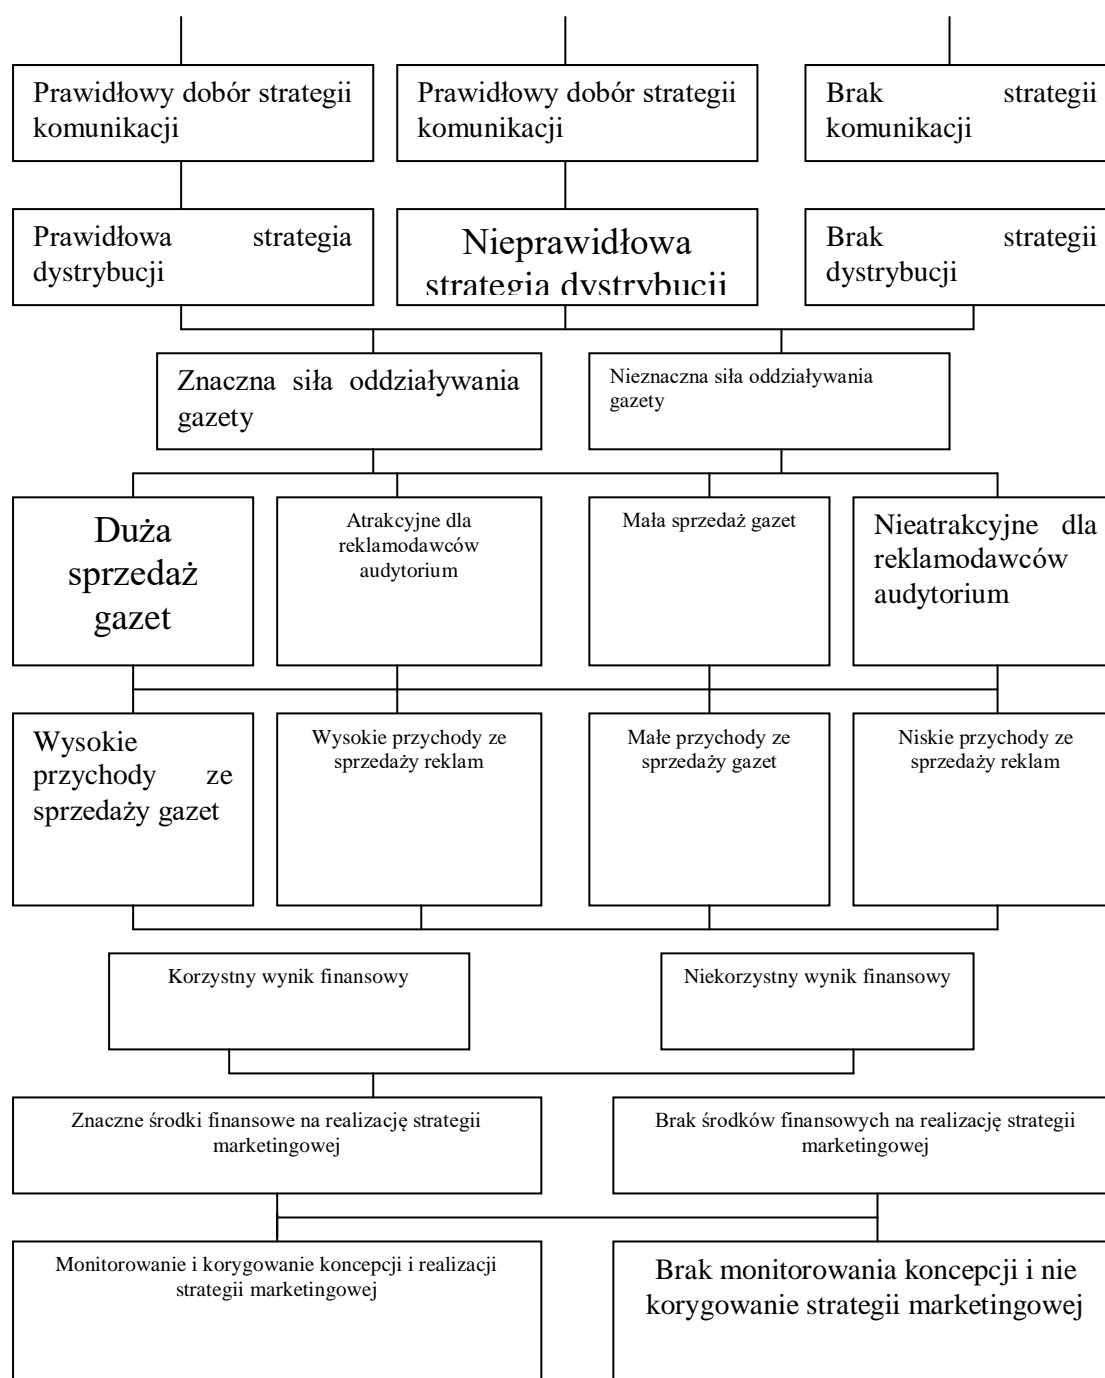 Prawidłowy dobór strategii
komunikacji
Prawidłowy dobór strategii
komunikacji
Brak strategii
komunikacji
Prawidłowa strategia
dystrybucji
Nieprawidłowa
strategia dystrybucji
Brak strategii
dystrybucji
Znaczna siła oddziaływania
gazety
Nieznaczna siła oddziaływania
gazety
Duża
sprzedaż
gazet
Atrakcyjne dla
reklamodawców
audytorium
Mała sprzedaż gazet
Nieatrakcyjne dla
reklamodawców
audytorium
Wysokie
przychody ze
sprzedaży gazet
Wysokie przychody ze
sprzedaży reklam
Małe przychody ze
sprzedaży gazet
Niskie przychody ze
sprzedaży reklam
Korzystny wynik finansowy
Niekorzystny wynik finansowy
Znaczne środki finansowe na realizację strategii
marketingowej
Brak środków finansowych na realizację strategii
marketingowej
Monitorowanie i korygowanie koncepcji i realizacji
strategii marketingowej
Brak monitorowania koncepcji i nie
korygowanie strategii marketingowej